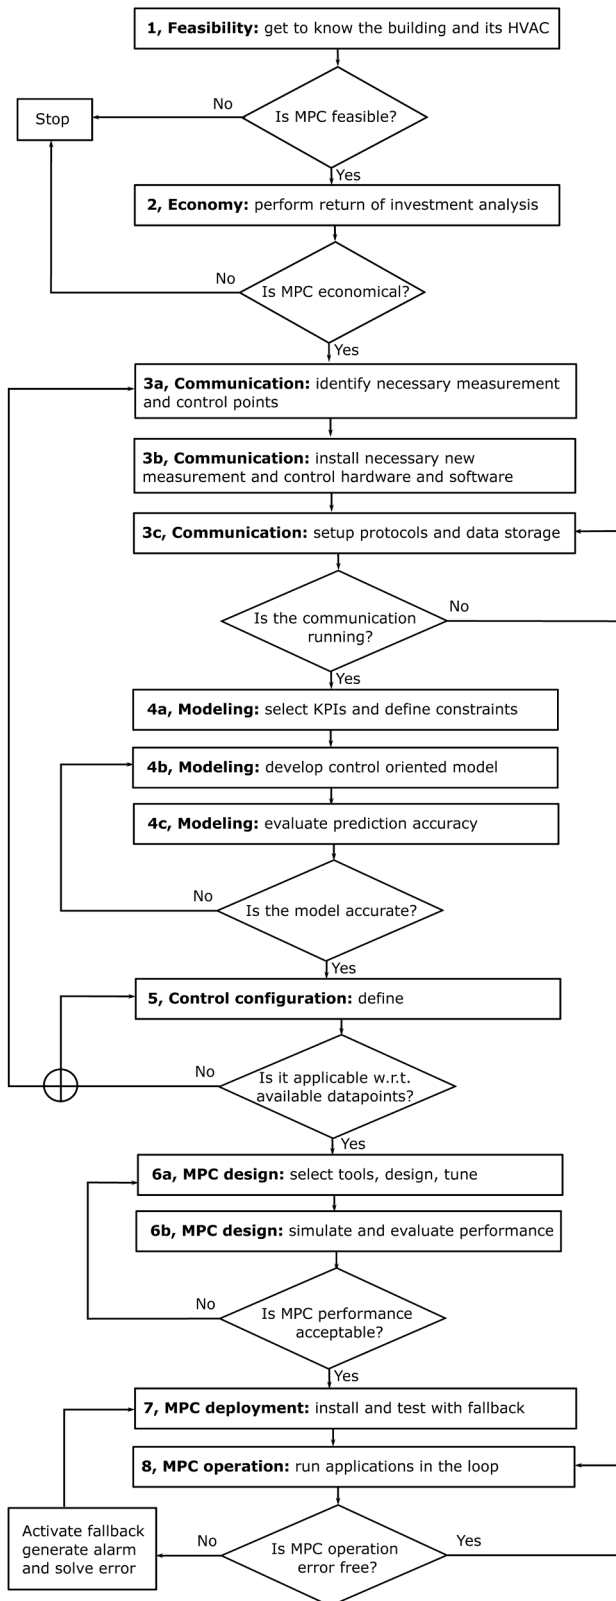 1, Feasibility: get to know the building and its HVAC
No
Is MPC feasible?
Stop
Yes
2, Economy: perform return of investment analysis
No
Is MPC economical?
Yes
3a, Communication: identify necessary measurement
and control points
3b, Communication: install necessary new
measurement and control hardware and software
3c, Communication: setup protocols and data storage
Is the communication
running?
No
Yes
4a, Modeling: select KPIs and define constraints
4b, Modeling: develop control oriented model
4c, Modeling: evaluate prediction accuracy
No
Is the model accurate?
Yes
5, Control configuration: define
No
Is it applicable w.r.t.
available datapoints?
Yes
6a, MPC design: select tools, design, tune
6b, MPC design: simulate and evaluate performance
No
Is MPC performance
acceptable?
Yes
7, MPC deployment: install and test with fallback
8, MPC operation: run applications in the loop
Activate fallback
generate alarm
and solve error
No
Is MPC operation
error free?
Yes